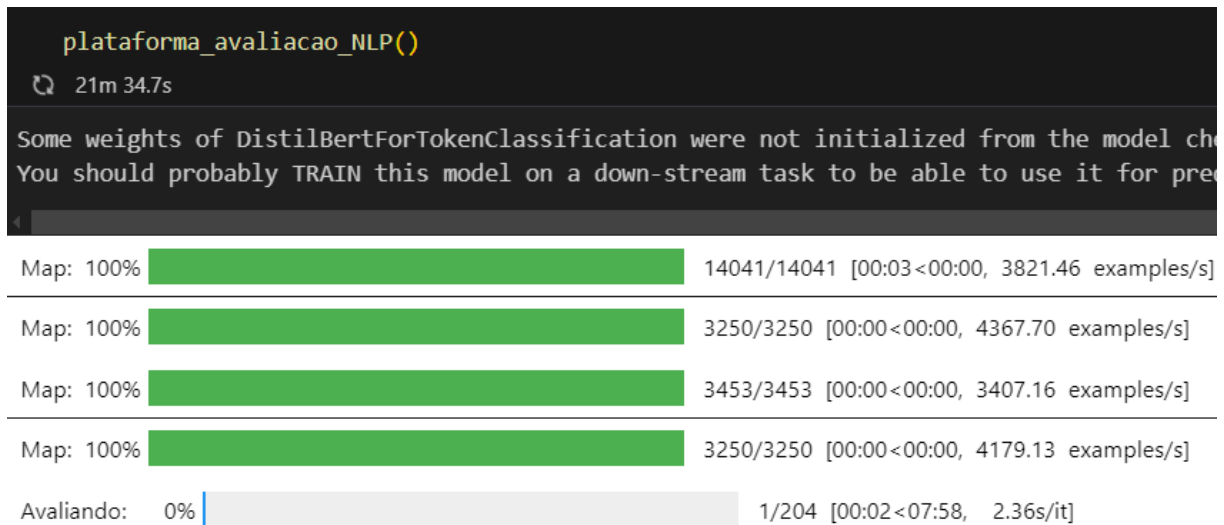 plataforma_avaliacao_NLP()
21m 34.7s
Some weights of DistilBertForTokenClassification were not initialized from the model che
You should probably TRAIN this model on a down-stream task to be able to use it for pred
Map: 100% 14041/14041 [00:03<00:00, 3821.46 examples/s]
Map: 100% 3250/3250 [00:00<00:00, 4367.70 examples/s]
Map: 100% 3453/3453 [00:00<00:00, 3407.16 examples/s]
Map: 100% 3250/3250 [00:00<00:00, 4179.13 examples/s]
Avaliando: 0% 1/204 [00:02<07:58, 2.36s/it]